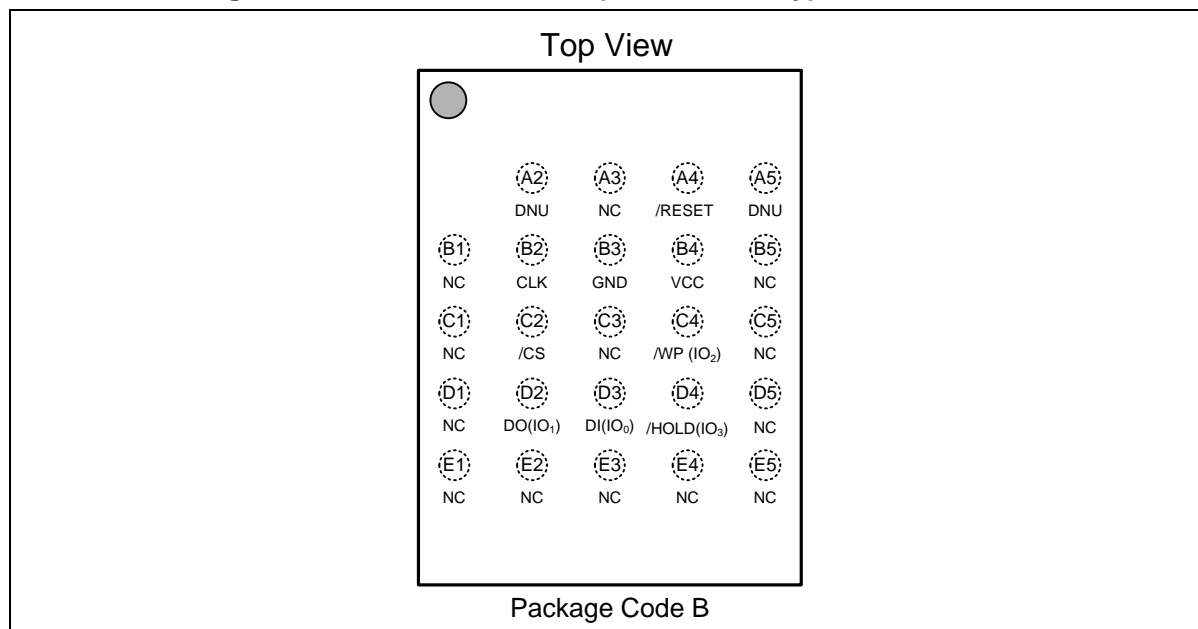 Top View
A2 A3 A4 A5
DNU NC /RESET DNU
B1 B2 B3 B4 B5
NC CLK GND VCC NC
C1 C2 C3 C4 C5
NC /CS NC /WP (IO₂) NC
D1 D2 D3 D4 D5
NC DO(IO₁) DI(IO₀) /HOLD(IO₃) NC
E1 E2 E3 E4 E5
NC NC NC NC NC
Package Code B